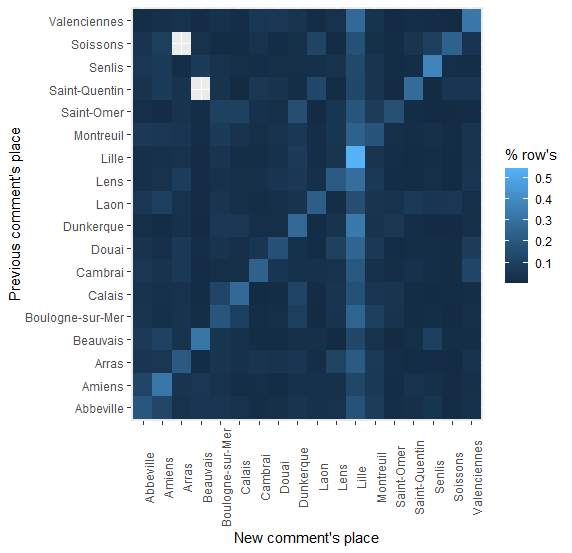 Valenciennes
Soissons
Senlis
Saint-Quentin
Saint-Omer
Montreuil
Lille
Lens
Laon
Dunkerque
Douai
Cambrai
Calais
Boulogne-sur-Mer
Beauvais
Arras
Amiens
Abbeville
Previous comment's place
Abbeville
Amiens
Arras
Beauvais
Boulogne-sur-Mer
Calais
Cambrai
Douai
Dunkerque
Laon
Lens
Lille
Montreuil
Saint-Omer
Saint-Quentin
Senlis
Soissons
Valenciennes
New comment's place
% row's
0.5
0.4
0.3
0.2
0.1